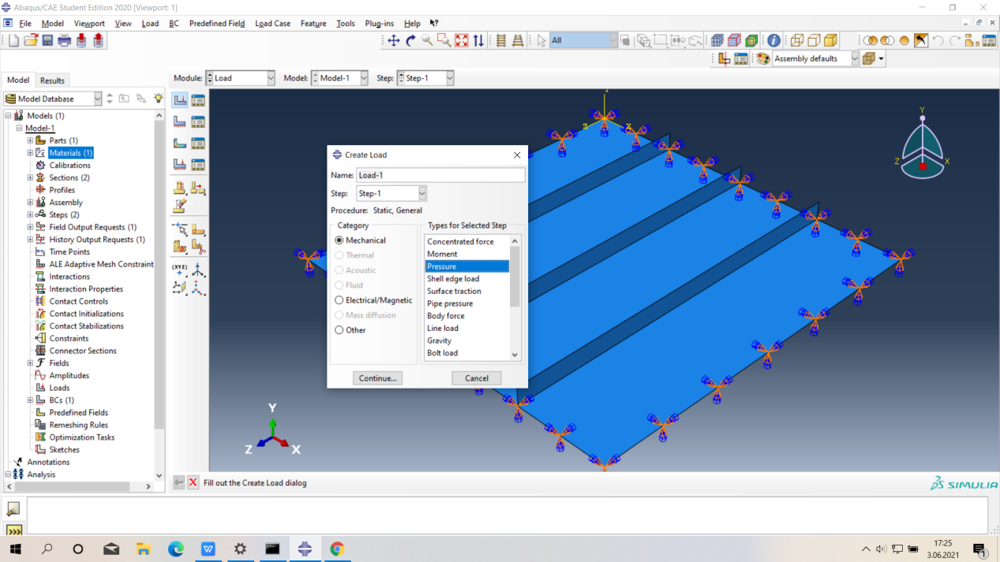 Abaqus/CAE Student Edition 2020 [Viewport: 1]
File Model Viewport View Load BC Predefined Field Load Case Feature Tools Plug-ins Help
All
Assembly defaults
Model Results
Module: Load Model: Model-1 Step: Step-1
Model Database
Models (1)
Model-1
Parts (1)
Materials (1)
Calibrations
Sections (2)
Profiles
Assembly
Steps (2)
Field Output Requests (1)
History Output Requests (1)
Time Points
ALE Adaptive Mesh Constraint
Interactions
Interaction Properties
Contact Controls
Contact Initializations
Contact Stabilizations
Constraints
Connector Sections
Fields
Amplitudes
Loads
BCs (1)
Predefined Fields
Remeshing Rules
Optimization Tasks
Sketches
Annotations
Analysis
(XYZ)
Create Load
Name: Load-1
Step: Step-1
Procedure: Static, General
Category
Mechanical
Thermal
Acoustic
Fluid
Electrical/Magnetic
Mass diffusion
Other
Types for Selected Step
Concentrated force
Moment
Pressure
Shell edge load
Surface traction
Pipe pressure
Body force
Line load
Gravity
Bolt load
Continue... Cancel
Z X
Y
Z X
Y
Z X
Fill out the Create Load dialog
SIMULIA
>>>
17:25
3.06.2021
1